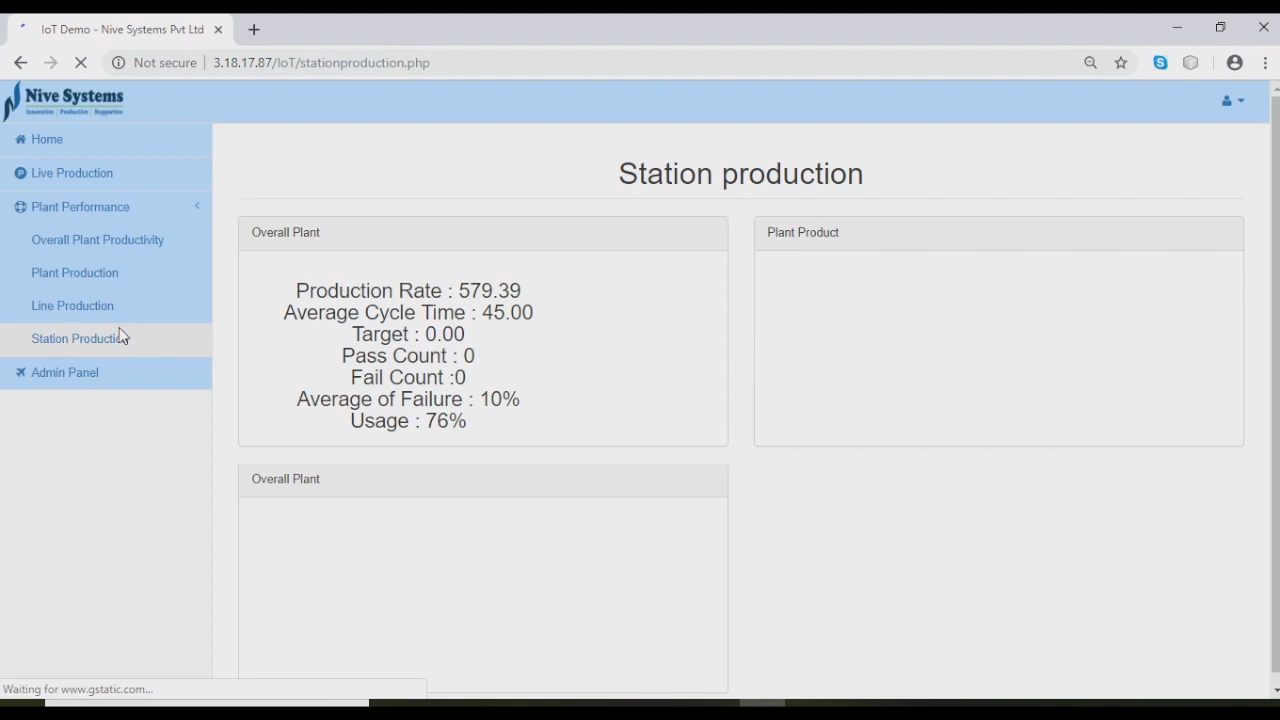 IoT Demo - Nive Systems Pvt Ltd
Not secure
3.18.17.87/IoT/stationproduction.php
Nive Systems
Innovative | Productive | Supportive
Home
Live Production
Plant Performance
Overall Plant Productivity
Plant Production
Line Production
Station Production
Admin Panel
Station production
Overall Plant
Production Rate : 579.39
Average Cycle Time : 45.00
Target : 0.00
Pass Count : 0
Fail Count :0
Average of Failure : 10%
Usage : 76%
Plant Product
Overall Plant
Waiting for www.gstatic.com...